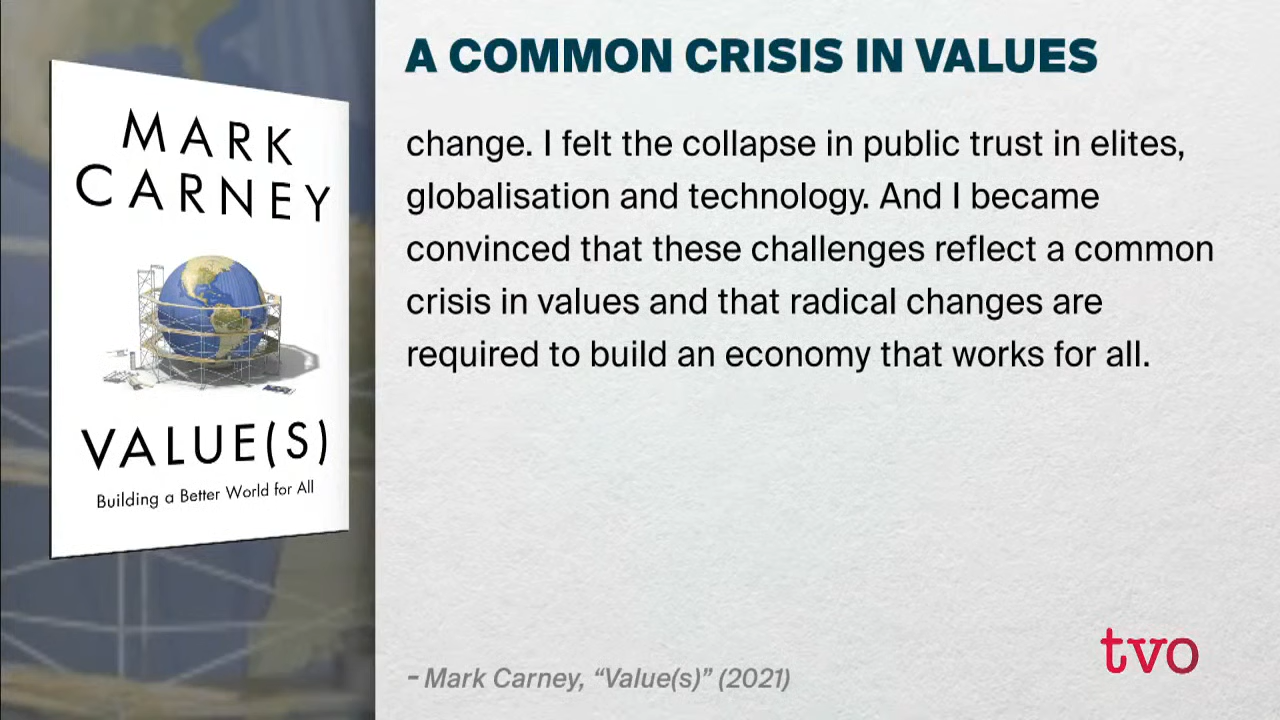 MARK
CARNEY
VALUE(S)
Building a Better World for All
A COMMON CRISIS IN VALUES
change. I felt the collapse in public trust in elites,
globalisation and technology. And I became
convinced that these challenges reflect a common
crisis in values and that radical changes are
required to build an economy that works for all.
– Mark Carney, “Value(s)” (2021)
tvo